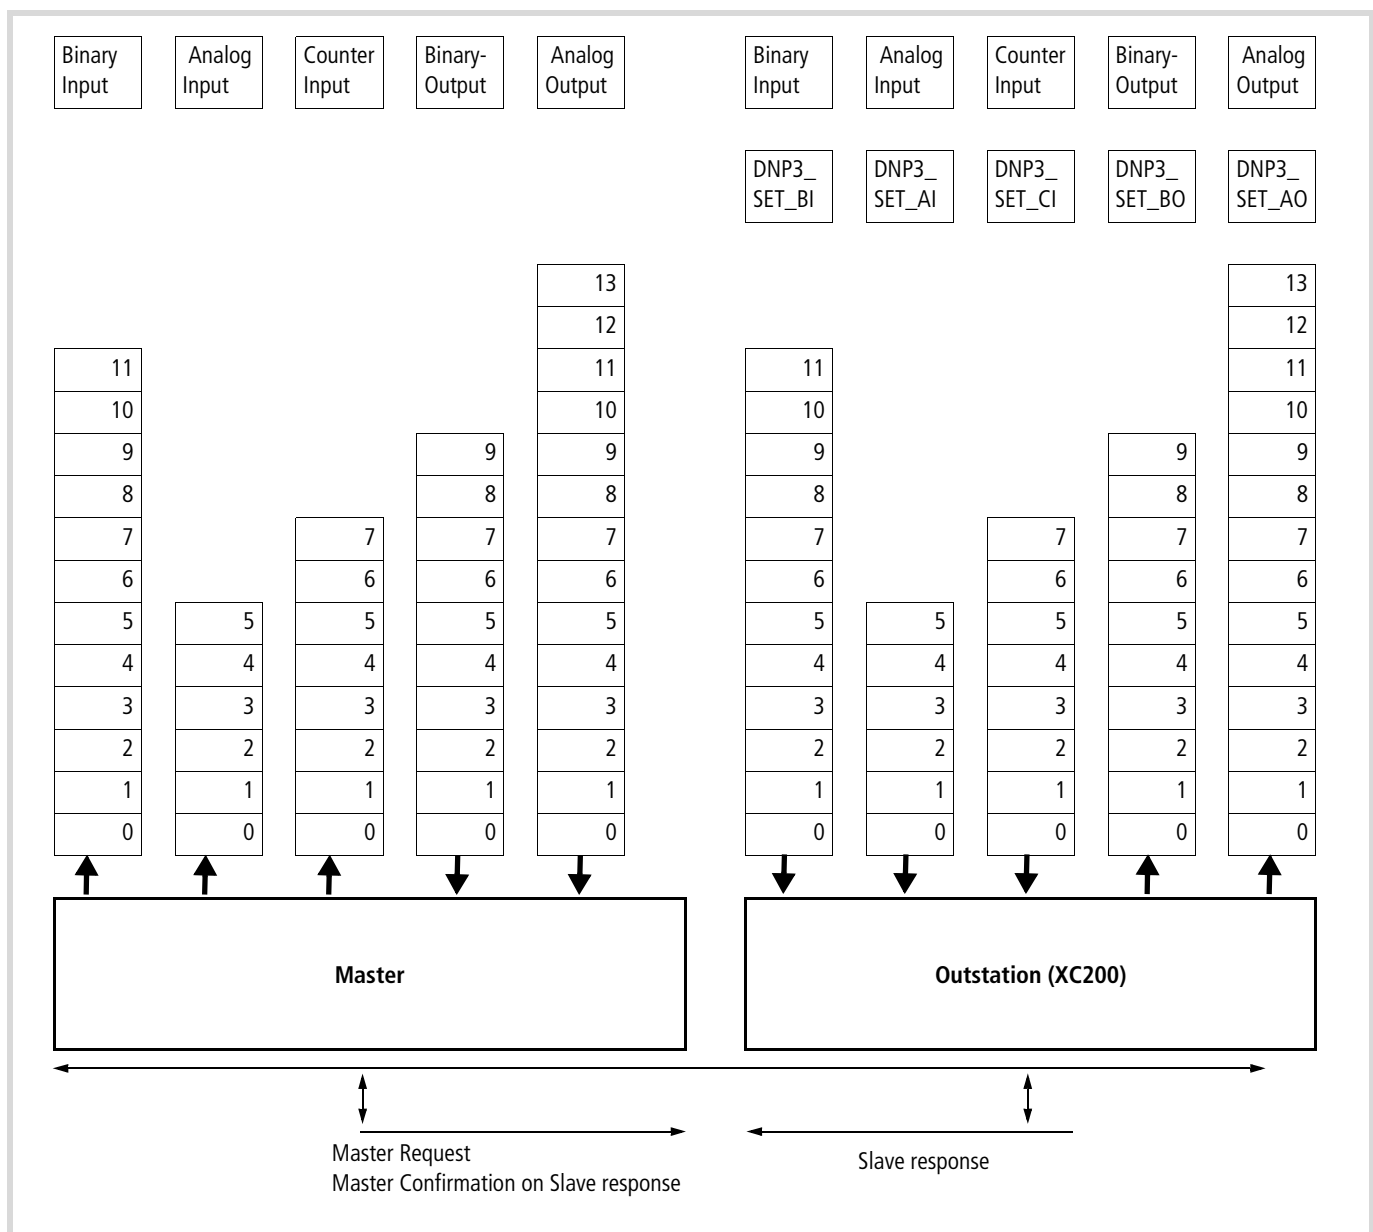 Binary Analog Counter Binary- Analog Binary Analog Counter Binary- Analog
Input Input Input Output Output Input Input Input Output Output
DNP3_ DNP3_ DNP3_ DNP3_ DNP3_
SET_BI SET_AI SET_CI SET_BO SET_AO
13 13
12 12
11 11 11 11
10 10 10 10
9 9 9 9 9 9
8 8 8 8 8 8
7 7 7 7 7 7 7 7
6 6 6 6 6 6 6 6
5 5 5 5 5 5 5 5 5 5
4 4 4 4 4 4 4 4 4 4
3 3 3 3 3 3 3 3 3 3
2 2 2 2 2 2 2 2 2 2
1 1 1 1 1 1 1 1 1 1
0 0 0 0 0 0 0 0 0 0
Master Outstation (XC200)
Master Request
Master Confirmation on Slave response
Slave response